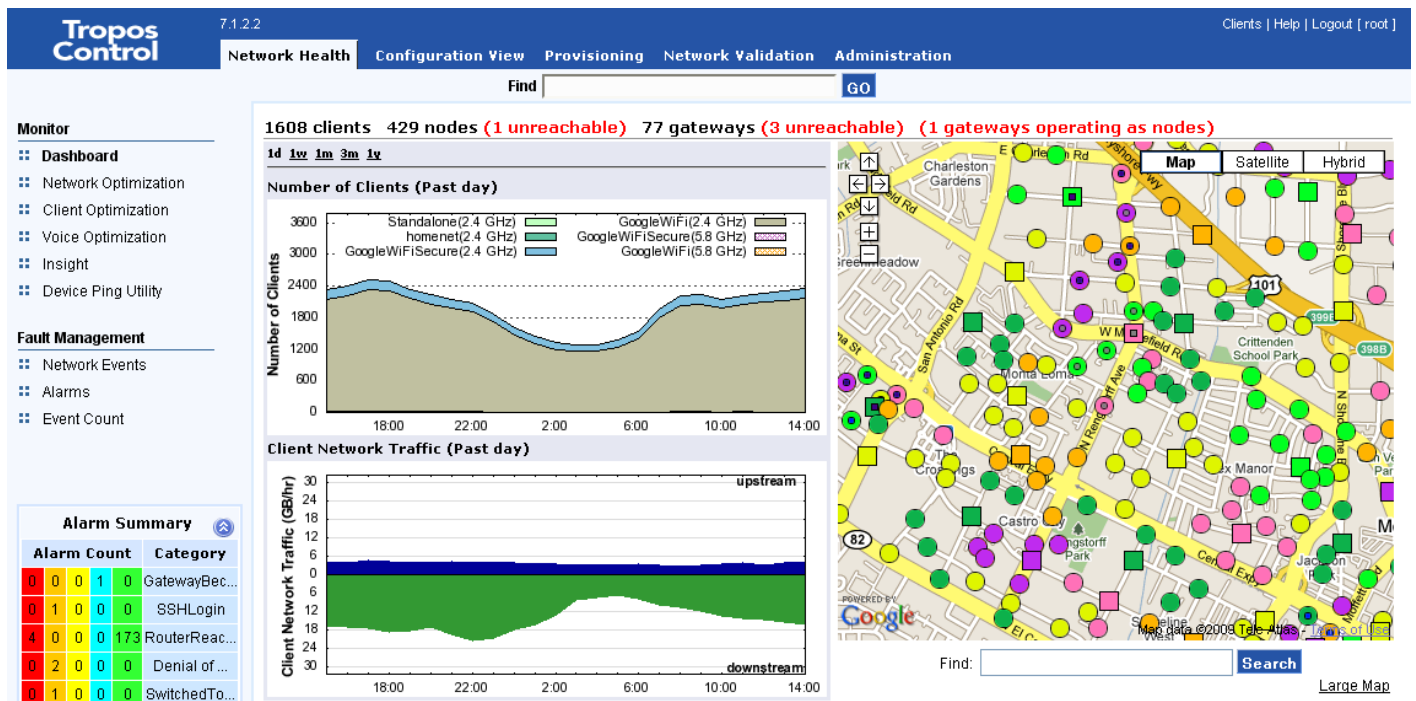 Tropos
Control
7.1.2.2
Clients | Help | Logout [ root ]
Network Health Configuration View Provisioning Network Validation Administration
Find GO
Monitor
Dashboard
Network Optimization
Client Optimization
Voice Optimization
Insight
Device Ping Utility
Fault Management
Network Events
Alarms
Event Count
Alarm Summary
Alarm Count Category
0 0 0 1 0 GatewayBec...
0 1 0 0 0 SSHLogin
4 0 0 0 173 RouterReac...
0 2 0 0 0 Denial of ...
0 1 0 0 0 SwitchedTo...
1608 clients 429 nodes (1 unreachable) 77 gateways (3 unreachable) (1 gateways operating as nodes)
1d 1w 1m 3m 1y
Number of Clients (Past day)
Number of Clients
3600
3000
2400
1800
1200
600
0
Standalone(2.4 GHz)
homenet(2.4 GHz)
GoogleWiFiSecure(2.4 GHz)
GoogleWiFi(2.4 GHz)
GoogleWiFiSecure(5.8 GHz)
GoogleWiFi(5.8 GHz)
18:00 22:00 2:00 6:00 10:00 14:00
Client Network Traffic (Past day)
Client Network Traffic (GB/hr)
30
24
18
12
6
0
6
12
18
24
30
upstream
downstream
18:00 22:00 2:00 6:00 10:00 14:00
Map Satellite Hybrid
Charleston
Gardens
101
399B
398B
Crittenden
School Park
San Antonio Rd
Monta Loma
N Rengstorff Ave
Castro City
Park
82
Central Expy
POWERED BY
Google
Map data ©2009 Tele Atlas - Terms of Use
Find: Search
Large Map